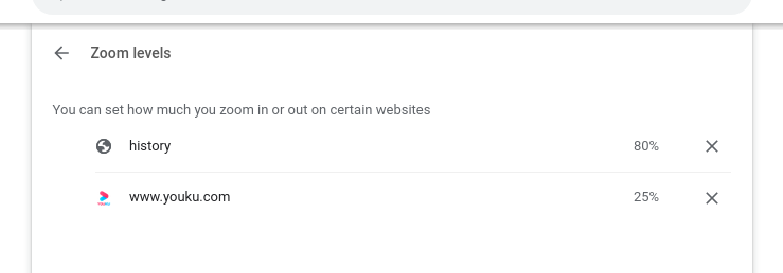 Zoom levels
You can set how much you zoom in or out on certain websites
history 80%
www.youku.com 25%